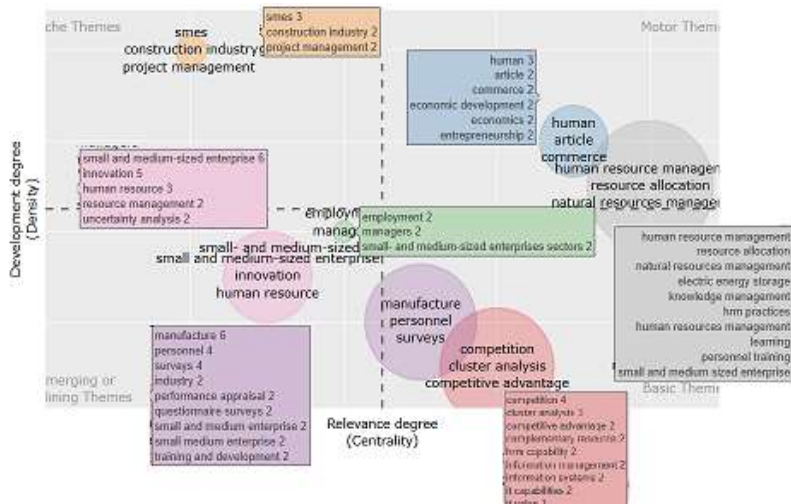 che Themes
Motor Them
smes
construction industry
project management
smes 3
construction industry 2
project management 2
human 3
article 2
commerce 2
economic development 2
economics 2
entrepreneurship 2
human
article
commerce
human resource manager
resource allocation
natural resources manager
small and medium-sized enterprise 6
innovation 5
human resource 3
resource management 2
uncertainty analysis 2
employm
manag
employment 2
managers 2
small- and medium-sized enterprises sectors 2
small- and medium-sized
small and medium-sized enterprise
innovation
human resource
human resource management
resource allocation
natural resources management
electric energy storage
knowledge management
hrm practices
human resources management
learning
personnel training
small and medium sized enterprise
manufacture
personnel
surveys
competition
cluster analysis
competitive advantage
manufacture 6
personnel 4
surveys 4
industry 2
performance appraisal 2
questionnaire surveys 2
small and medium enterprise 2
small medium enterprise 2
training and development 2
merging or
lining Themes
Basic Theme
competition 4
cluster analysis 3
competitive advantage 2
complementary resource 2
hrm capability 2
information management 2
information systems 2
it capabilities 2
Relevance degree
(Centrality)
Development degree
(Density)